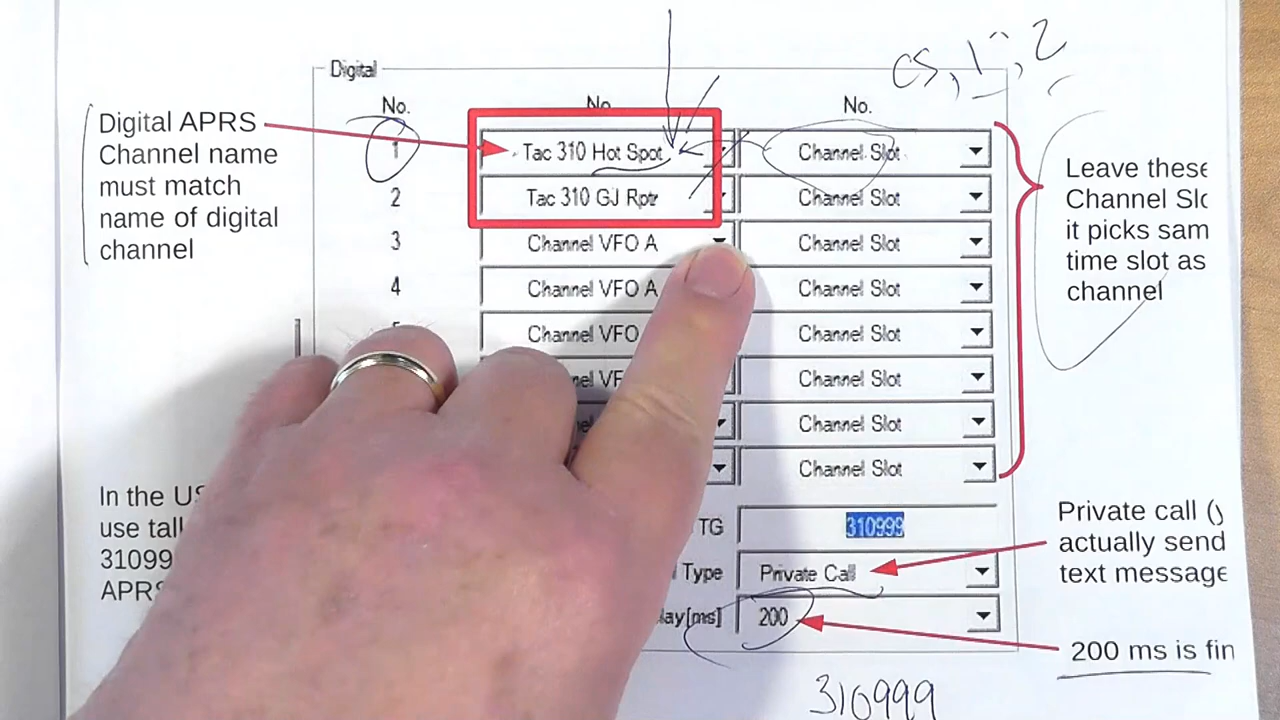 CS, 1, 2
Digital
No.
No.
No.
Digital APRS
Channel name
must match
name of digital
channel
1
Tac 310 Hot Spot
Channel Slot
2
Tac 310 GJ Rptr
Channel Slot
3
Channel VFO A
Channel Slot
4
Channel VFO A
Channel Slot
Channel VFO
Channel Slot
Channel Slot
Channel Slot
Channel Slot
Leave these
Channel Slo
it picks sam
time slot as
channel
In the US
use tal
31099
APRS
TG
310999
Type
Private Call
lay[ms]
200
Private call (y
actually send
text message
200 ms is fin
310999